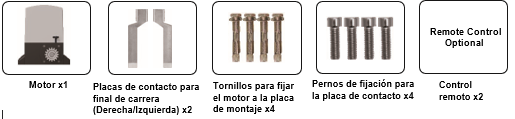 Remote Control
Optional
Motor x1
Placas de contacto para
final de carrera
(Derecha/Izquierda) x2
Tornillos para fijar
el motor a la placa
de montaje x4
Pernos de fijación para
la placa de contacto x4
Control
remoto x2